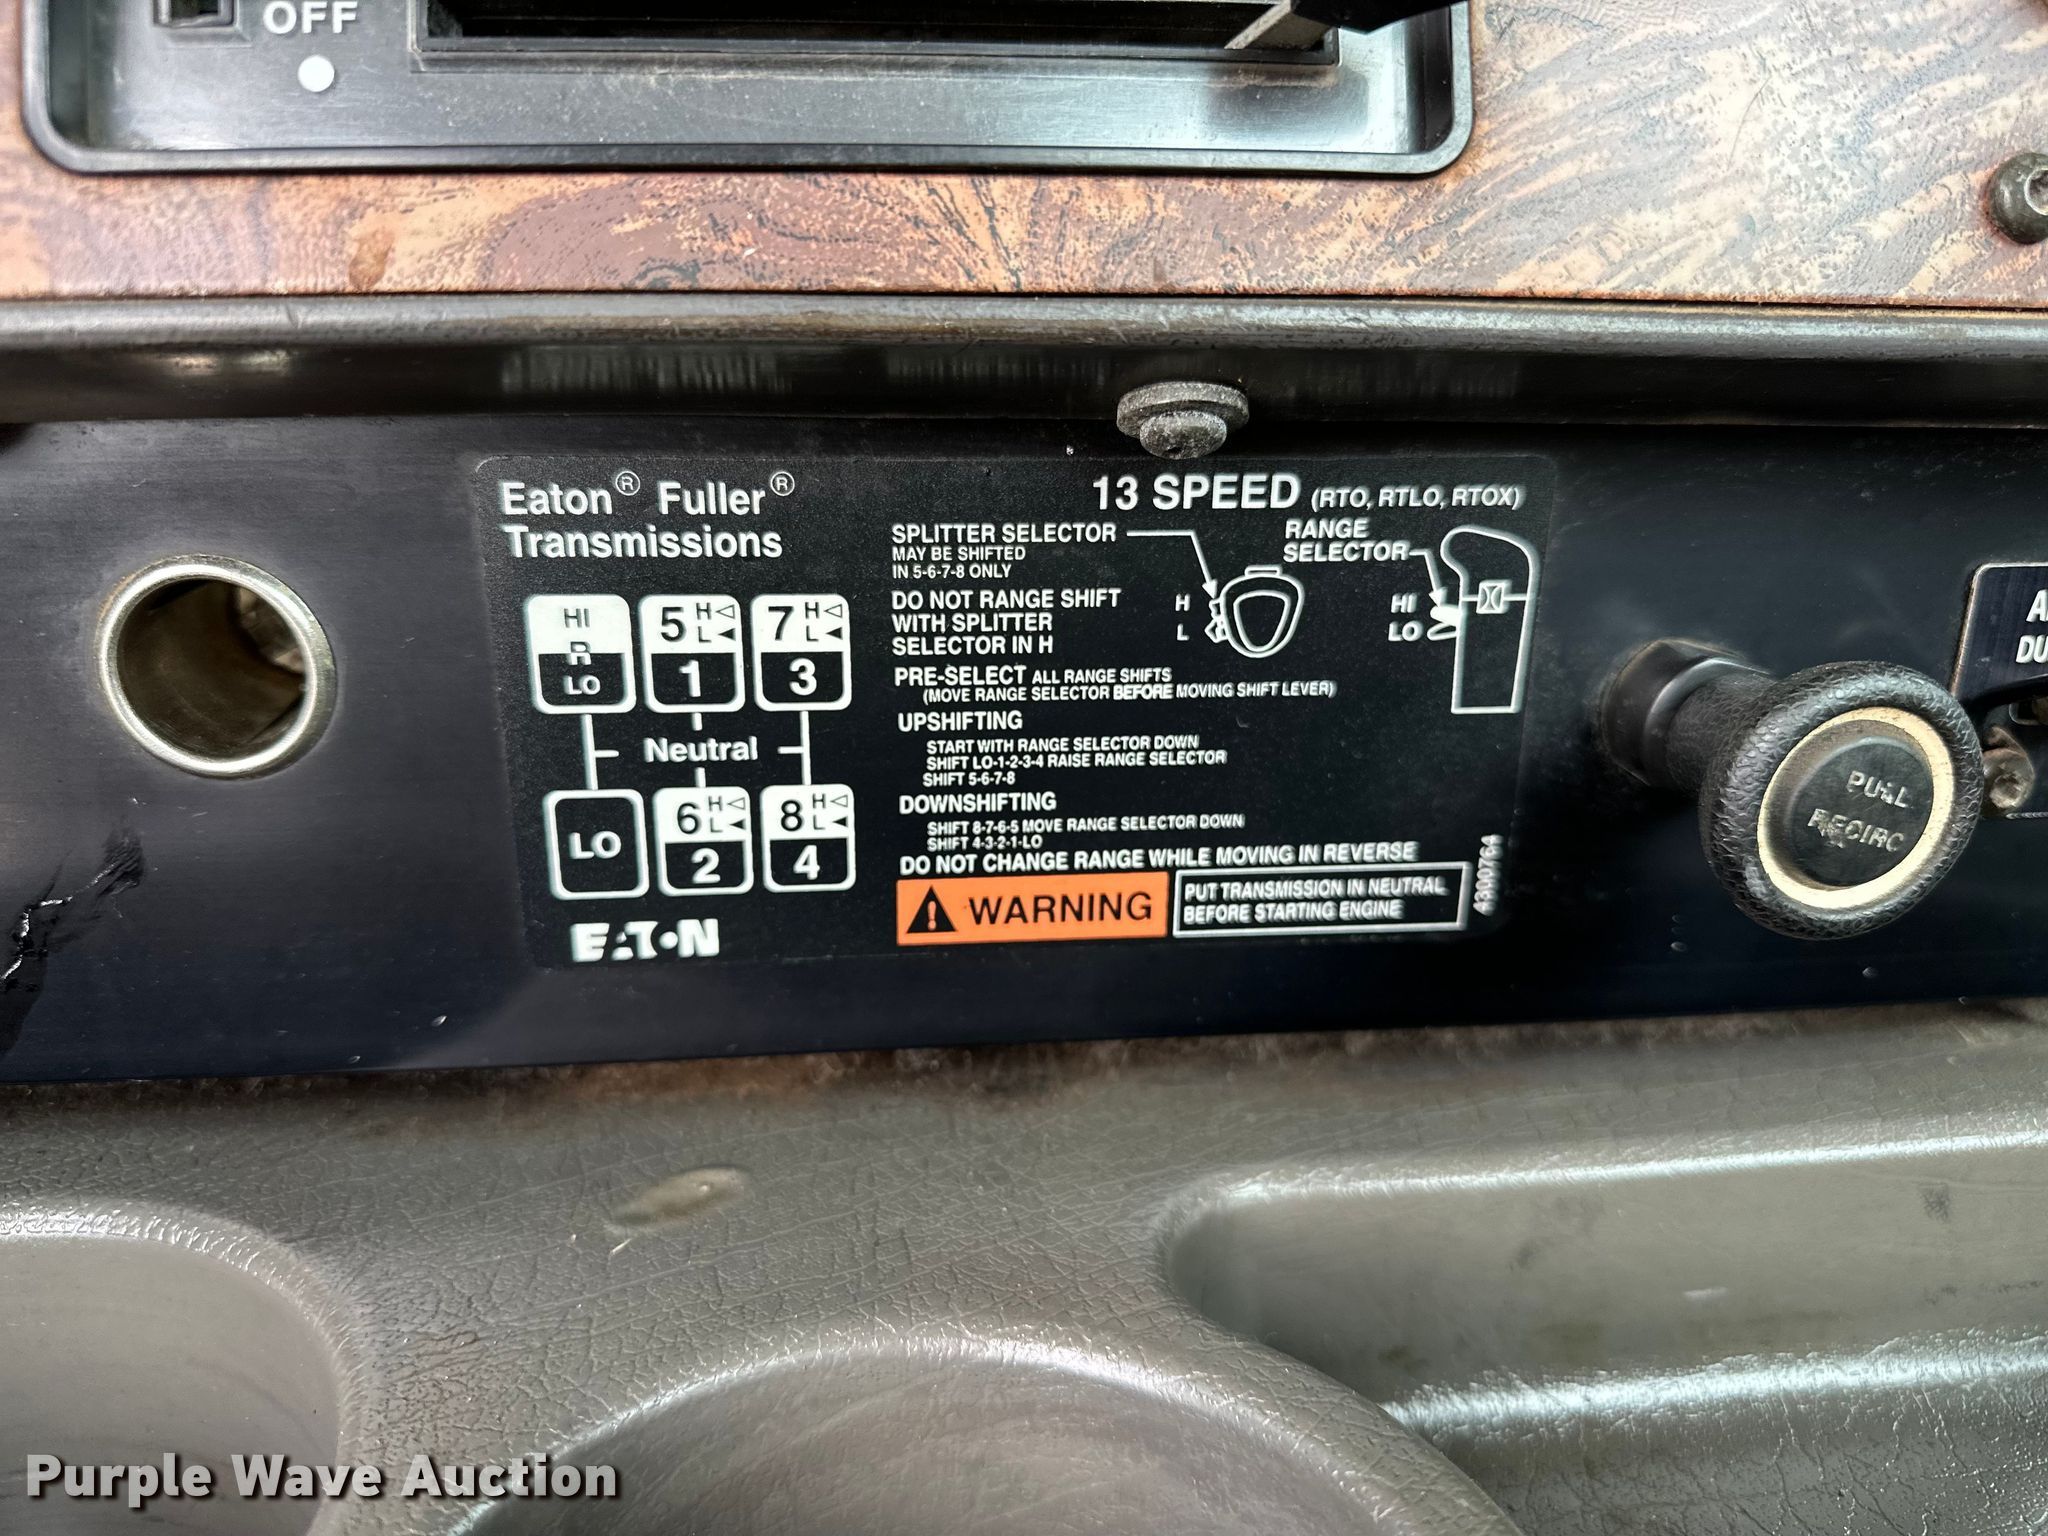 OFF
Eaton® Fuller®
Transmissions
13 SPEED (RTO, RTLO, RTOX)
SPLITTER SELECTOR
MAY BE SHIFTED
IN 5-6-7-8 ONLY
RANGE
SELECTOR
DO NOT RANGE SHIFT
WITH SPLITTER
SELECTOR IN H
H
L
HI
LO
PRE-SELECT ALL RANGE SHIFTS
(MOVE RANGE SELECTOR BEFORE MOVING SHIFT LEVER)
UPSHIFTING
START WITH RANGE SELECTOR DOWN
SHIFT LO-1-2-3-4 RAISE RANGE SELECTOR
SHIFT 5-6-7-8
DOWNSHIFTING
SHIFT 8-7-6-5 MOVE RANGE SELECTOR DOWN
SHIFT 4-3-2-1-LO
DO NOT CHANGE RANGE WHILE MOVING IN REVERSE
WARNING
PUT TRANSMISSION IN NEUTRAL
BEFORE STARTING ENGINE
4300764
HI
R
LO
5 H◁
L◀
1
7 H◁
L◀
3
Neutral
LO
6 H◁
L◀
2
8 H◁
L◀
4
EATON
PULL
RECIRC
DU
Purple Wave Auction